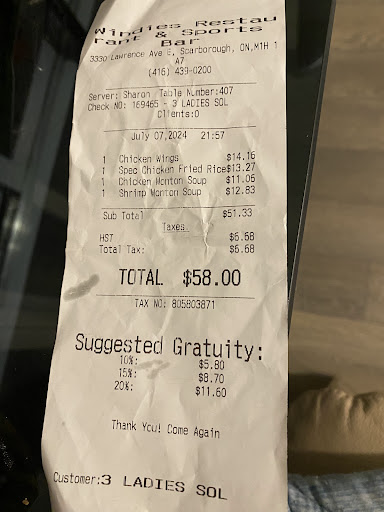 Windies Restau
rant & Sports
Bar
3330 Lawrence Ave E, Scarborough, ON,M1H 1
A7
(416) 439-0200
Server: Sharon Table Number:407
Check NO: 169465 - 3 LADIES SOL
Clients:0
July 07,2024 21:57
1 Chicken Wings $14.16
1 Spec Chicken Fried Rice$13.27
1 Chicken Wonton Soup $11.06
1 Shrimp Wonton Soup $12.83
Sub Total $51.33
Taxes
HST $6.68
Total Tax: $6.68
TOTAL $58.00
TAX NO: 805803871
Suggested Gratuity:
10%: $5.80
15%: $8.70
20%: $11.60
Thank You! Come Again
Customer:3 LADIES SOL